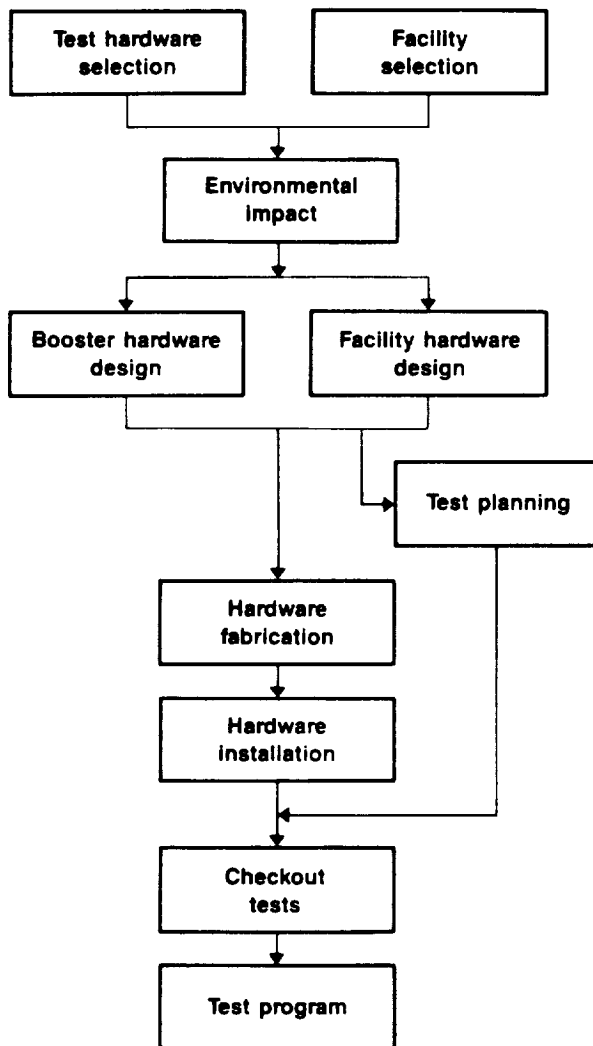 Test hardware
selection
Facility
selection
Environmental
impact
Booster hardware
design
Facility hardware
design
Test planning
Hardware
fabrication
Hardware
installation
Checkout
tests
Test program